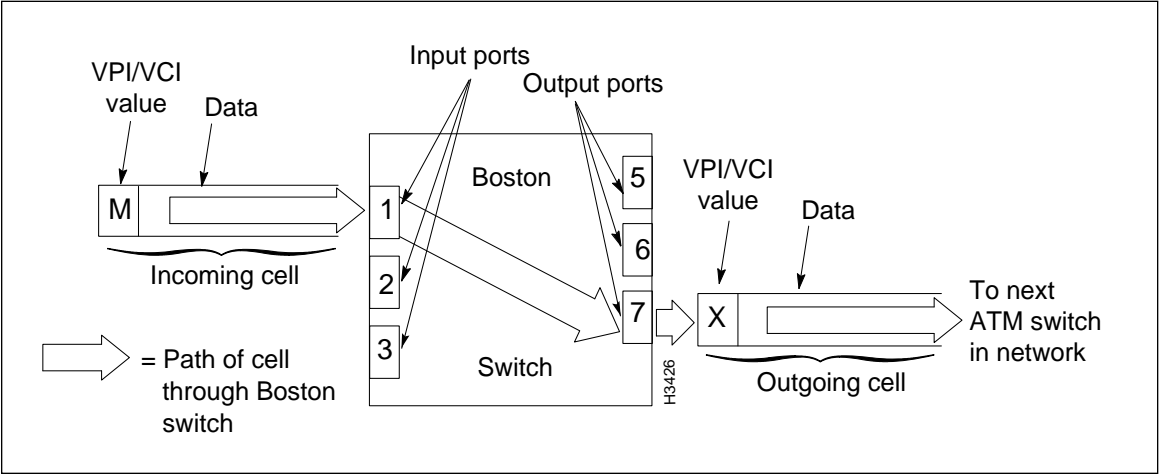 Input ports
VPI/VCI
value
Data
Output ports
Boston
5
VPI/VCI
value
Data
M
1
6
Incoming cell
2
7
X
To next
ATM switch
in network
3
Switch
H3426
Outgoing cell
= Path of cell
through Boston
switch